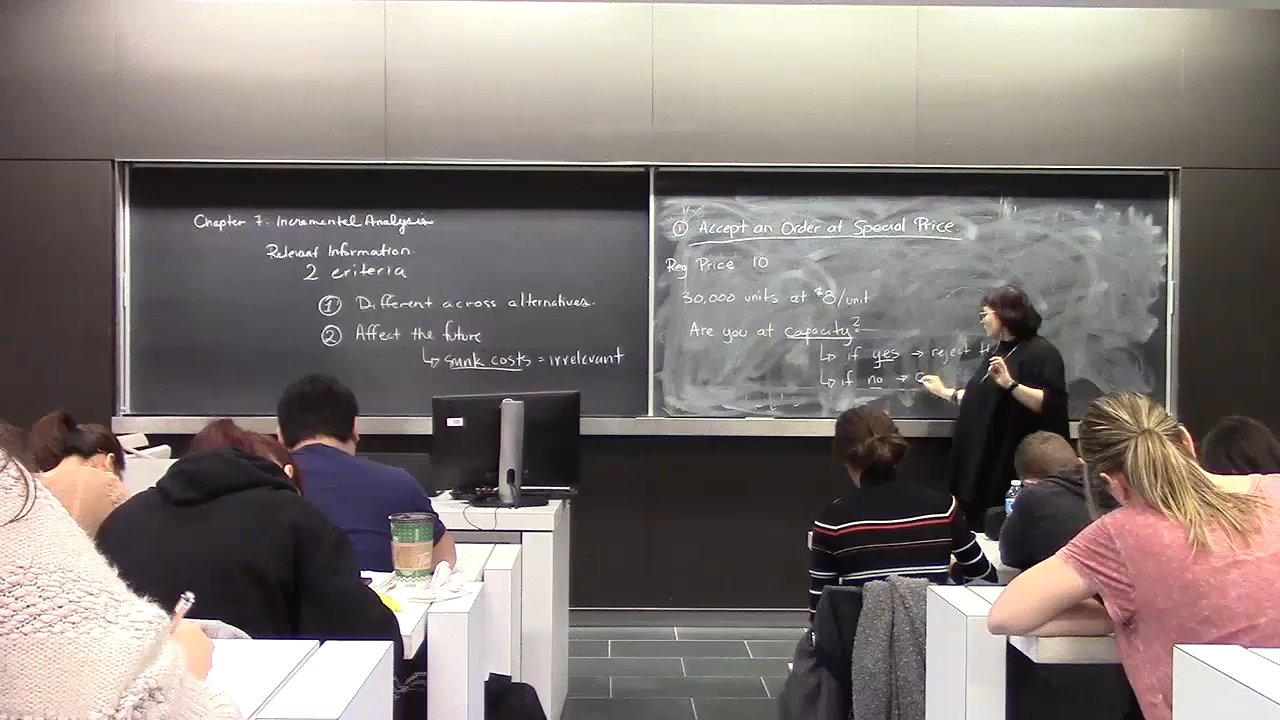 Chapter 7: Incremental Analysis
Relevant Information
2 criteria
① Different across alternatives.
② Affect the future
↳ sunk costs = irrelevant
① Accept an Order at Special Price
Reg Price 10
30,000 units at $8/unit
Are you at capacity?
↳ if yes → reject
↳ if no →